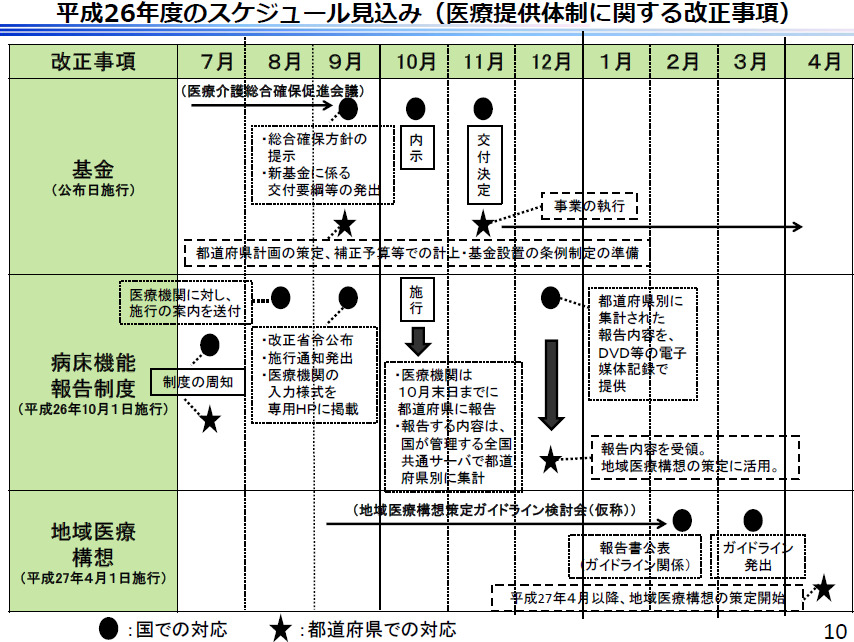 平成26年度のスケジュール見込み（医療提供体制に関する改正事項）
改正事項 7月 8月 9月 10月 11月 12月 1月 2月 3月 4月
基金
（公布日施行）
（医療介護総合確保促進会議）
・総合確保方針の
提示
・新基金に係る
交付要綱等の発出
内示
交付決定
事業の執行
都道府県計画の策定、補正予算等での計上・基金設置の条例制定の準備
病床機能
報告制度
（平成26年10月1日施行）
医療機関に対し、
施行の案内を送付
制度の周知
・改正省令公布
・施行通知発出
・医療機関の
入力様式を
専用HPに掲載
施行
・医療機関は
10月末日までに
都道府県に報告
・報告する内容は、
国が管理する全国
共通サーバで都道
府県別に集計
都道府県別に
集計された
報告内容を、
DVD等の電子
媒体記録で
提供
報告内容を受領。
地域医療構想の策定に活用。
地域医療
構想
（平成27年4月1日施行）
（地域医療構想策定ガイドライン検討会（仮称））
報告書公表
（ガイドライン関係）
ガイドライン
発出
平成27年4月以降、地域医療構想の策定開始
●：国での対応 ★：都道府県での対応
10